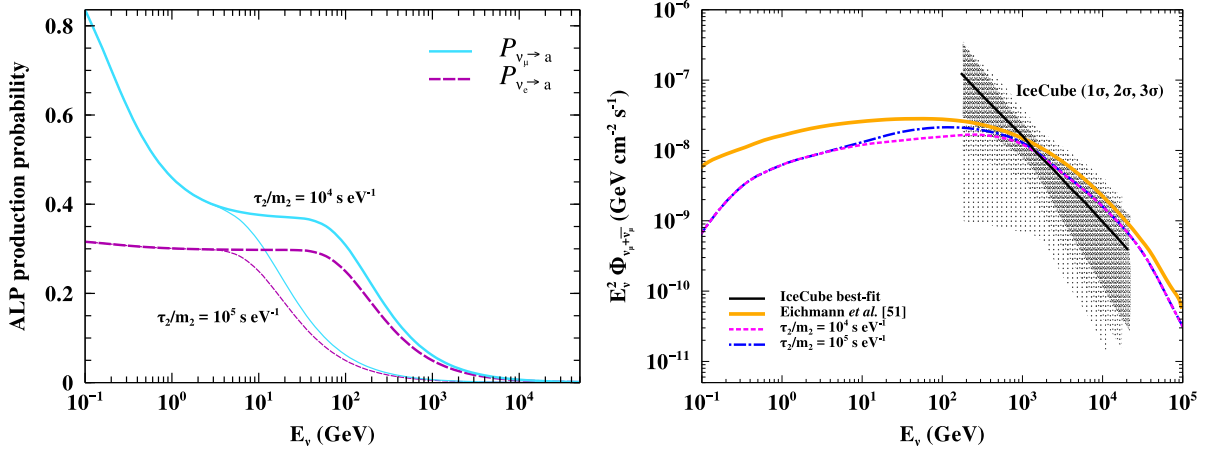 ALP production probability
0.8
0.6
0.4
0.2
0
P_{ν_μ→ a}
P_{ν_e→ a}
τ₂/m₂ = 10⁴ s eV⁻¹
τ₂/m₂ = 10⁵ s eV⁻¹
10⁻¹ 10⁰ 10¹ 10² 10³ 10⁴
E_ν (GeV)
E_ν² Φ_{ν_μ+ν̄_μ} (GeV cm⁻² s⁻¹)
10⁻⁶
10⁻⁷
10⁻⁸
10⁻⁹
10⁻¹⁰
10⁻¹¹
IceCube (1σ, 2σ, 3σ)
IceCube best-fit
Eichmann et al. [51]
τ₂/m₂ = 10⁴ s eV⁻¹
τ₂/m₂ = 10⁵ s eV⁻¹
10⁻¹ 10⁰ 10¹ 10² 10³ 10⁴ 10⁵
E_ν (GeV)